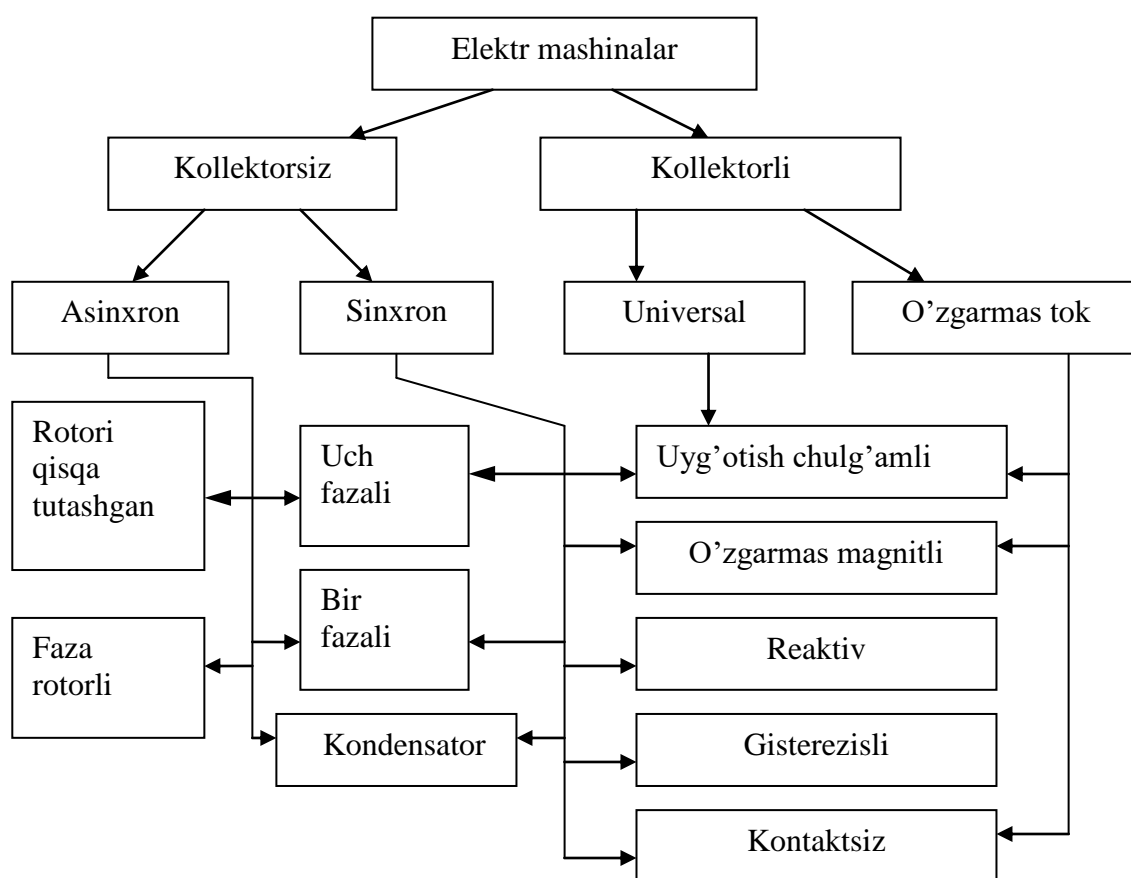 Elektr mashinalar
Kollektorsiz
Kollektorli
Asinxron
Sinxron
Universal
O’zgarmas tok
Rotori
qisqa
tutashgan
Uch
fazali
Uyg’otish chulg’amli
O’zgarmas magnitli
Bir
fazali
Faza
rotorli
Reaktiv
Kondensator
Gisterezisli
Kontaktsiz